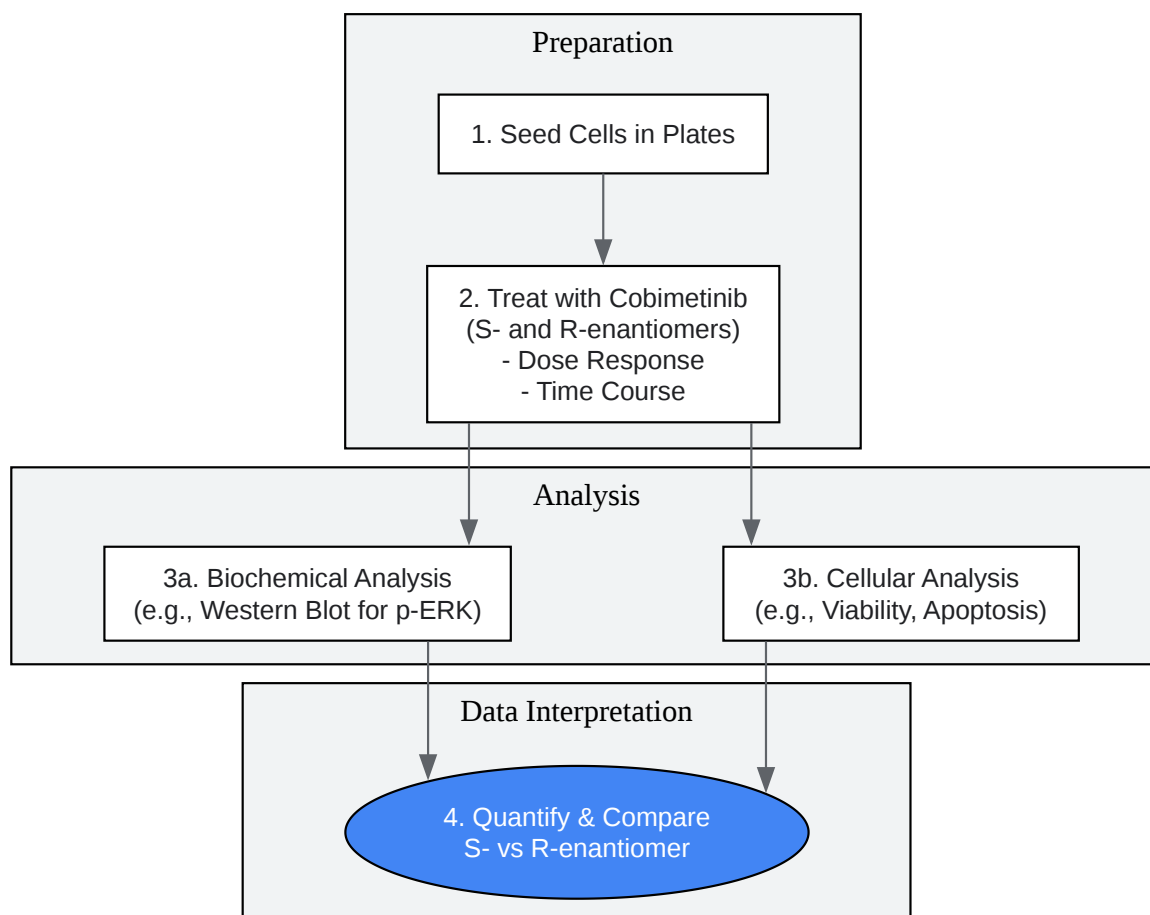 Preparation
1. Seed Cells in Plates
2. Treat with Cobimetinib
(S- and R-enantiomers)
- Dose Response
- Time Course
Analysis
3a. Biochemical Analysis
(e.g., Western Blot for p-ERK)
3b. Cellular Analysis
(e.g., Viability, Apoptosis)
Data Interpretation
4. Quantify & Compare
S- vs R-enantiomer